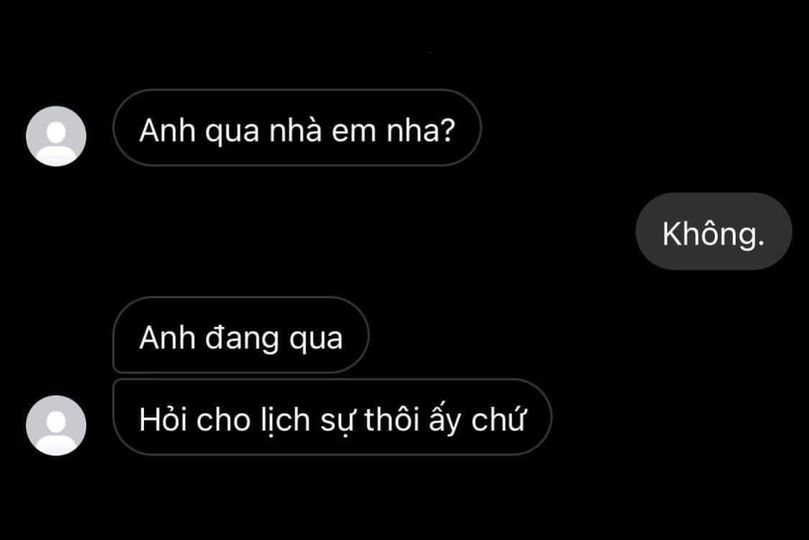 Anh qua nhà em nha?
Không.
Anh đang qua
Hỏi cho lịch sự thôi ấy chứ